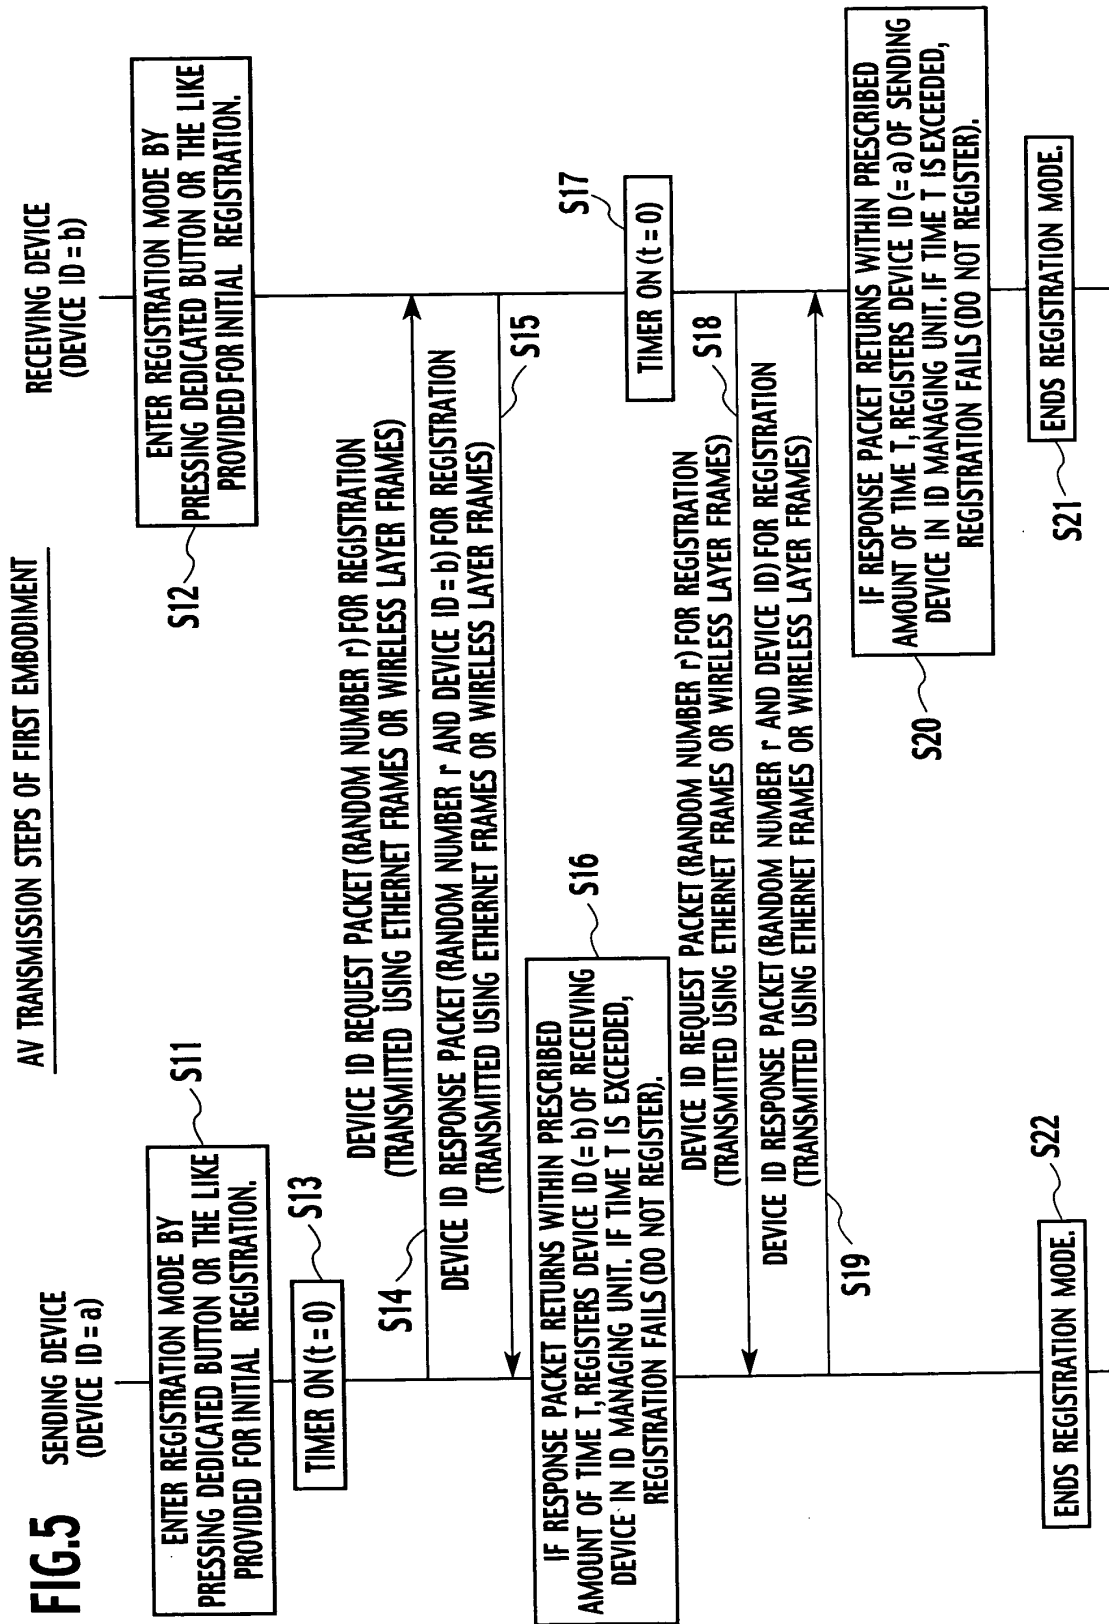 FIG.5
AV TRANSMISSION STEPS OF FIRST EMBODIMENT
SENDING DEVICE
(DEVICE ID = a)
RECEIVING DEVICE
(DEVICE ID = b)
S11
ENTER REGISTRATION MODE BY
PRESSING DEDICATED BUTTON OR THE LIKE
PROVIDED FOR INITIAL REGISTRATION.
S12
ENTER REGISTRATION MODE BY
PRESSING DEDICATED BUTTON OR THE LIKE
PROVIDED FOR INITIAL REGISTRATION.
S13
TIMER ON (t = 0)
S14
DEVICE ID REQUEST PACKET (RANDOM NUMBER r) FOR REGISTRATION
(TRANSMITTED USING ETHERNET FRAMES OR WIRELESS LAYER FRAMES)
DEVICE ID RESPONSE PACKET (RANDOM NUMBER r AND DEVICE ID = b) FOR REGISTRATION
(TRANSMITTED USING ETHERNET FRAMES OR WIRELESS LAYER FRAMES)
S15
S16
IF RESPONSE PACKET RETURNS WITHIN PRESCRIBED
AMOUNT OF TIME T, REGISTERS DEVICE ID (= b) OF RECEIVING
DEVICE IN ID MANAGING UNIT. IF TIME T IS EXCEEDED,
REGISTRATION FAILS (DO NOT REGISTER).
S17
TIMER ON (t = 0)
DEVICE ID REQUEST PACKET (RANDOM NUMBER r) FOR REGISTRATION
(TRANSMITTED USING ETHERNET FRAMES OR WIRELESS LAYER FRAMES)
S18
DEVICE ID RESPONSE PACKET (RANDOM NUMBER r AND DEVICE ID) FOR REGISTRATION
(TRANSMITTED USING ETHERNET FRAMES OR WIRELESS LAYER FRAMES)
S19
IF RESPONSE PACKET RETURNS WITHIN PRESCRIBED
AMOUNT OF TIME T, REGISTERS DEVICE ID (= a) OF SENDING
DEVICE IN ID MANAGING UNIT. IF TIME T IS EXCEEDED,
REGISTRATION FAILS (DO NOT REGISTER).
S20
ENDS REGISTRATION MODE.
S21
S22
ENDS REGISTRATION MODE.